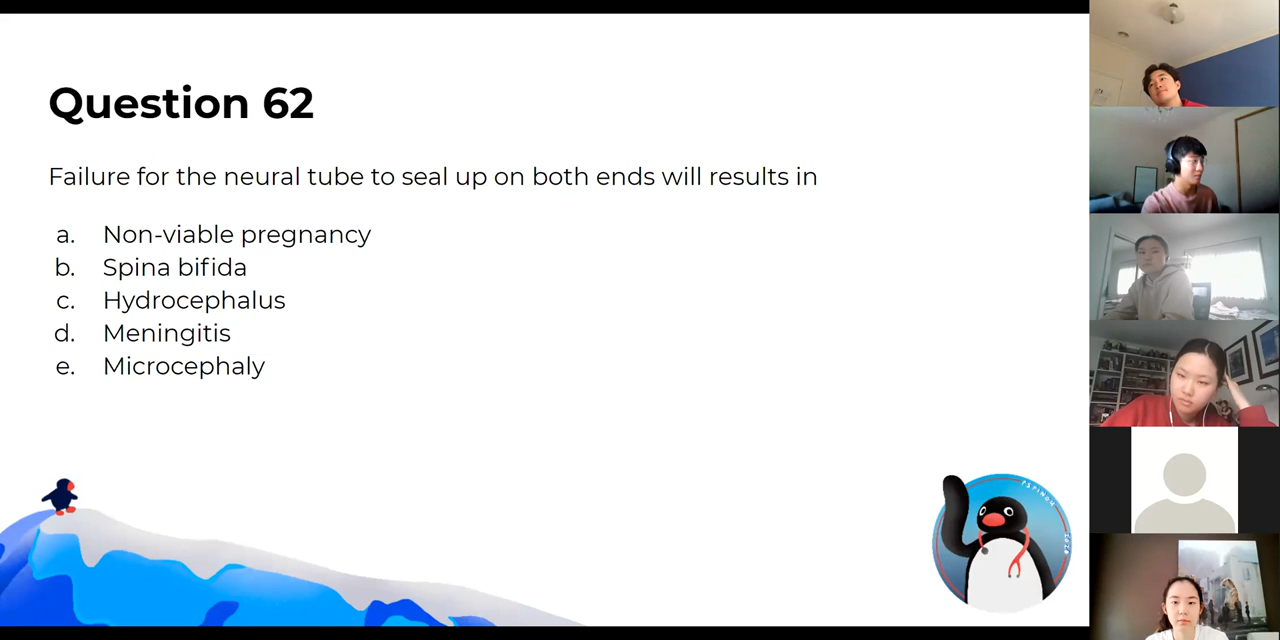 Question 62
Failure for the neural tube to seal up on both ends will results in
a. Non-viable pregnancy
b. Spina bifida
c. Hydrocephalus
d. Meningitis
e. Microcephaly